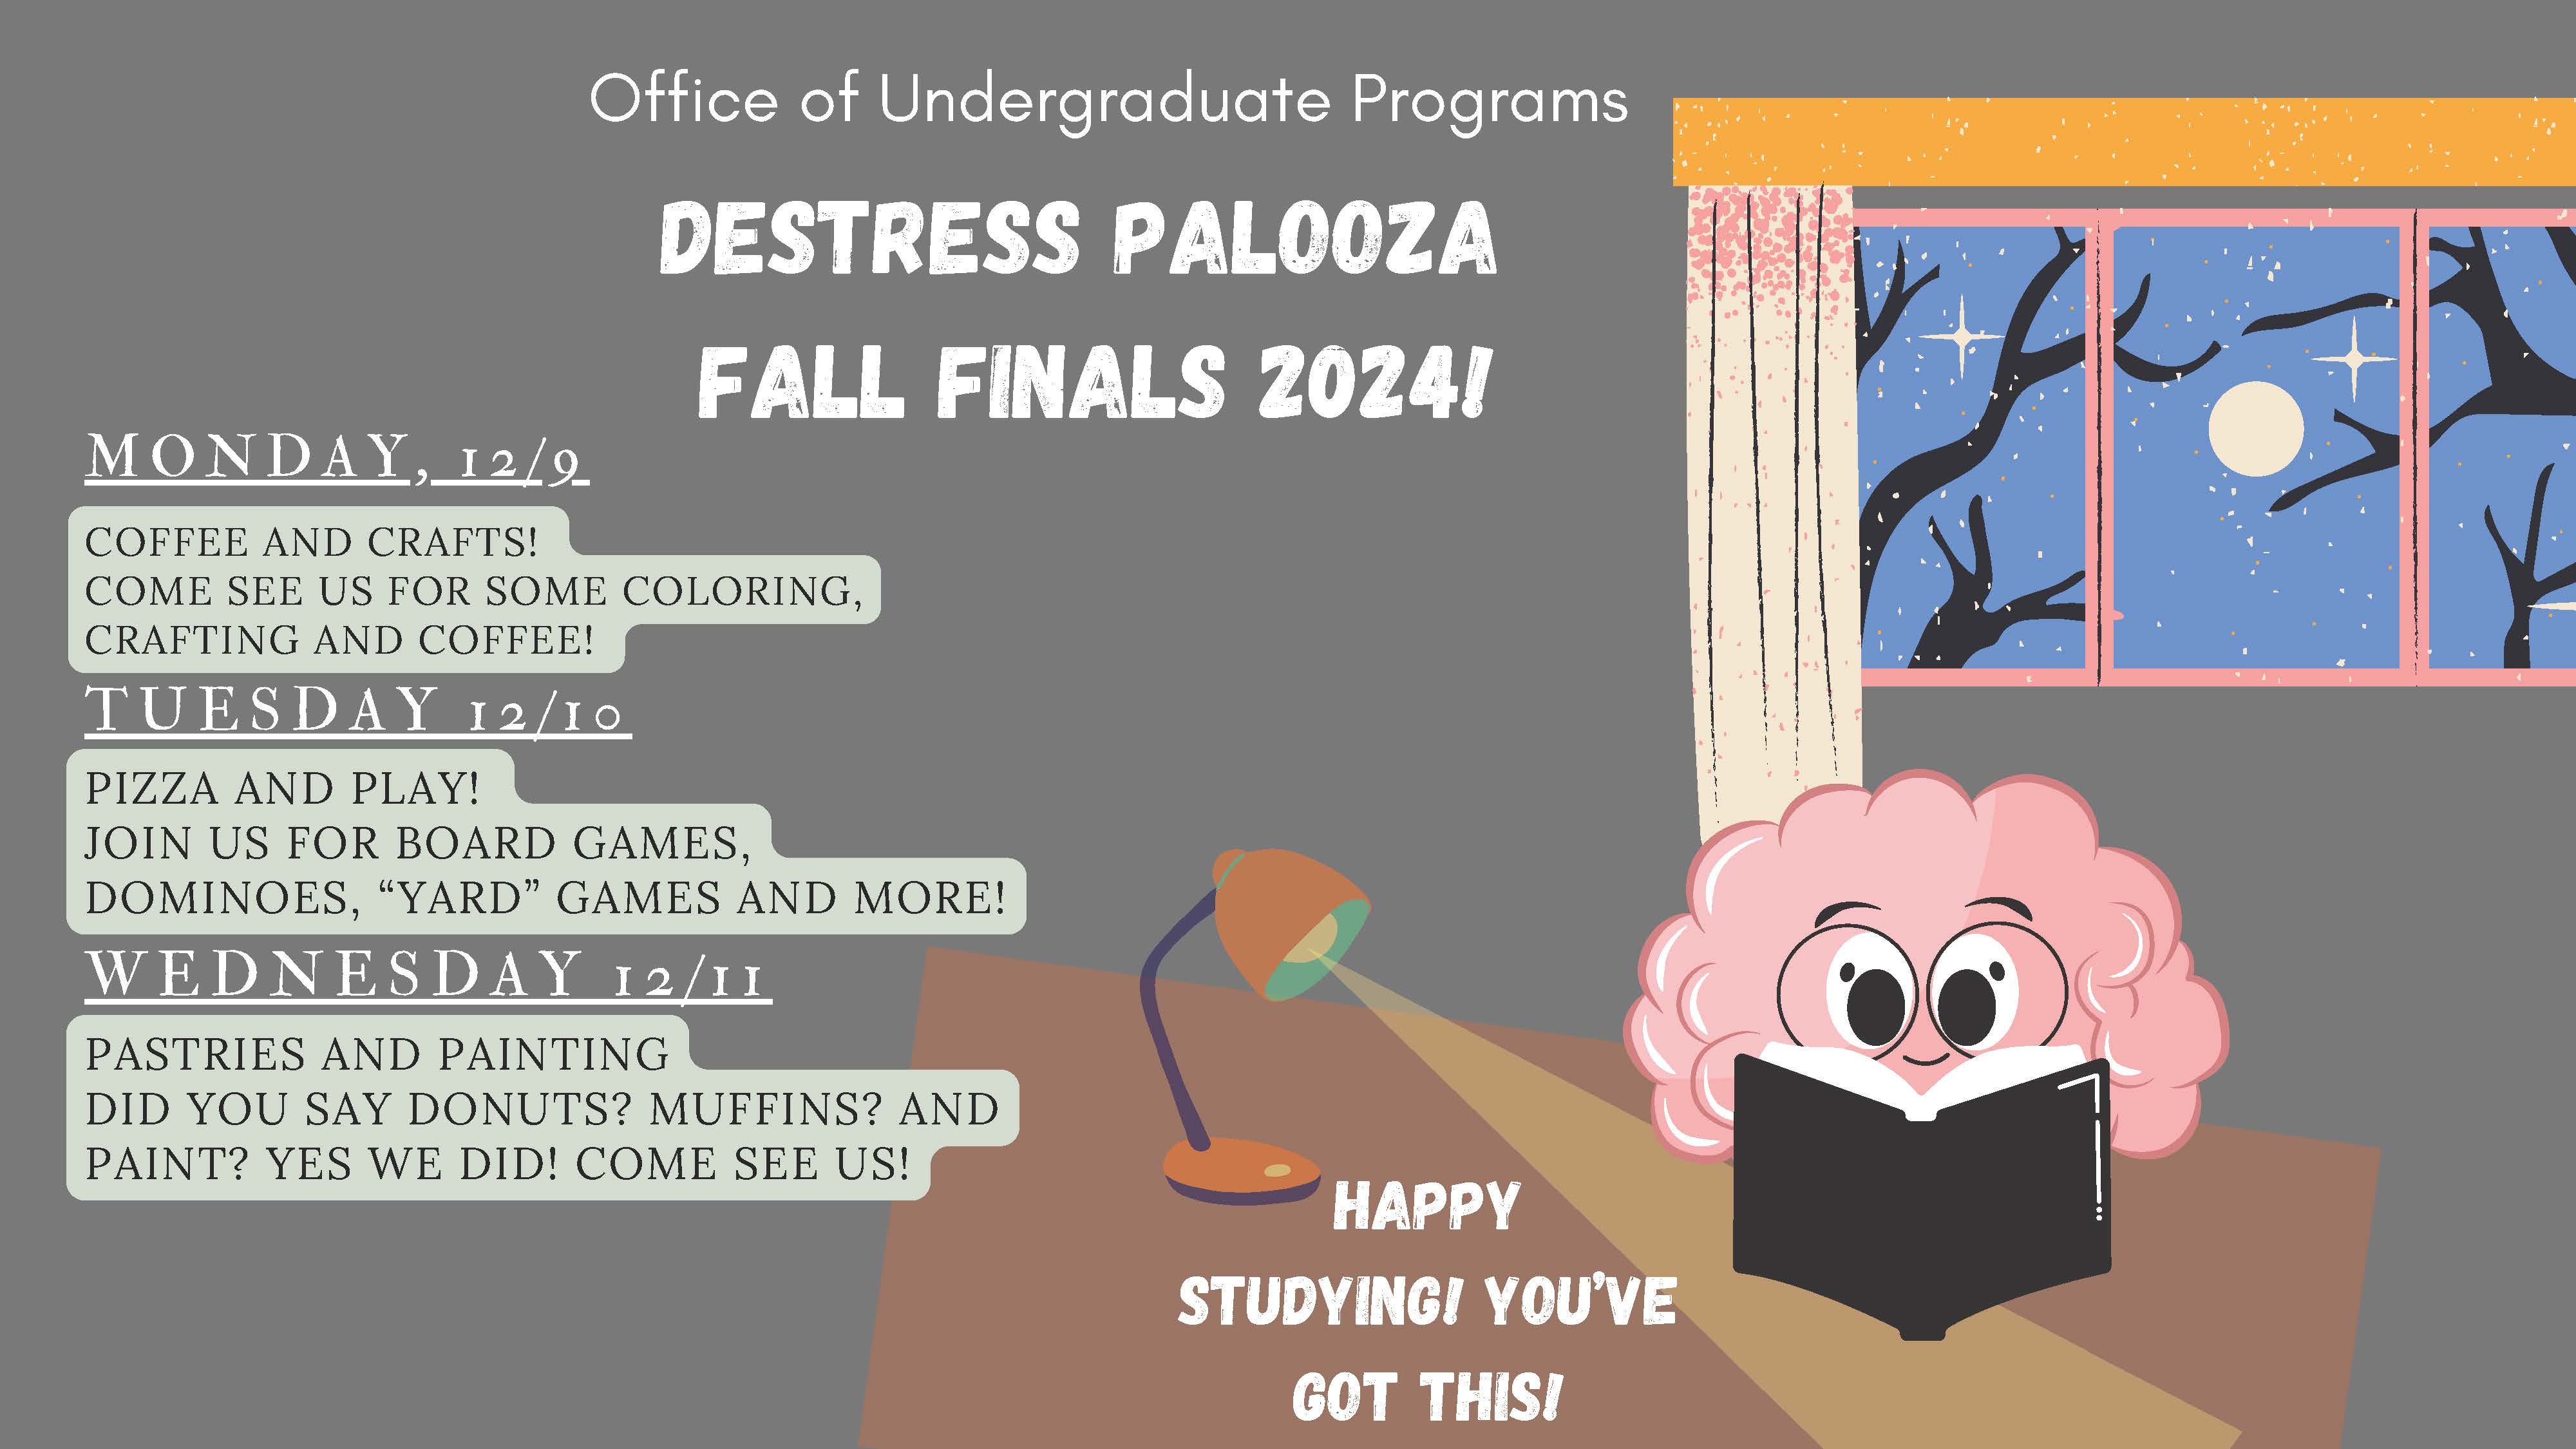 Office of Undergraduate Programs
DESTRESS PALOOZA
FALL FINALS 2024!
MONDAY, 12/9
COFFEE AND CRAFTS!
COME SEE US FOR SOME COLORING,
CRAFTING AND COFFEE!
TUESDAY 12/10
PIZZA AND PLAY!
JOIN US FOR BOARD GAMES,
DOMINOES, “YARD” GAMES AND MORE!
WEDNESDAY 12/11
PASTRIES AND PAINTING
DID YOU SAY DONUTS? MUFFINS? AND
PAINT? YES WE DID! COME SEE US!
HAPPY
STUDYING! YOU’VE
GOT THIS!